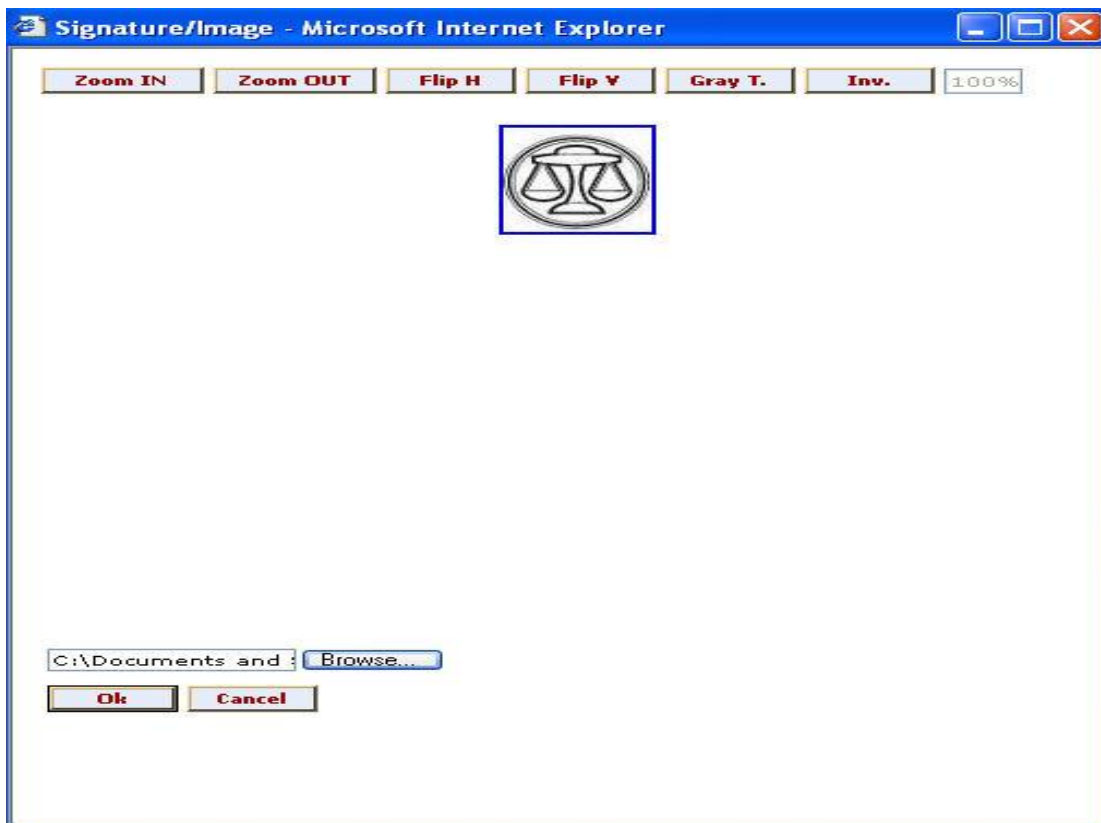 Signature/Image - Microsoft Internet Explorer
Zoom IN Zoom OUT Flip H Flip V Gray T. Inv. 100%
C:\Documents and Browse...
Ok Cancel